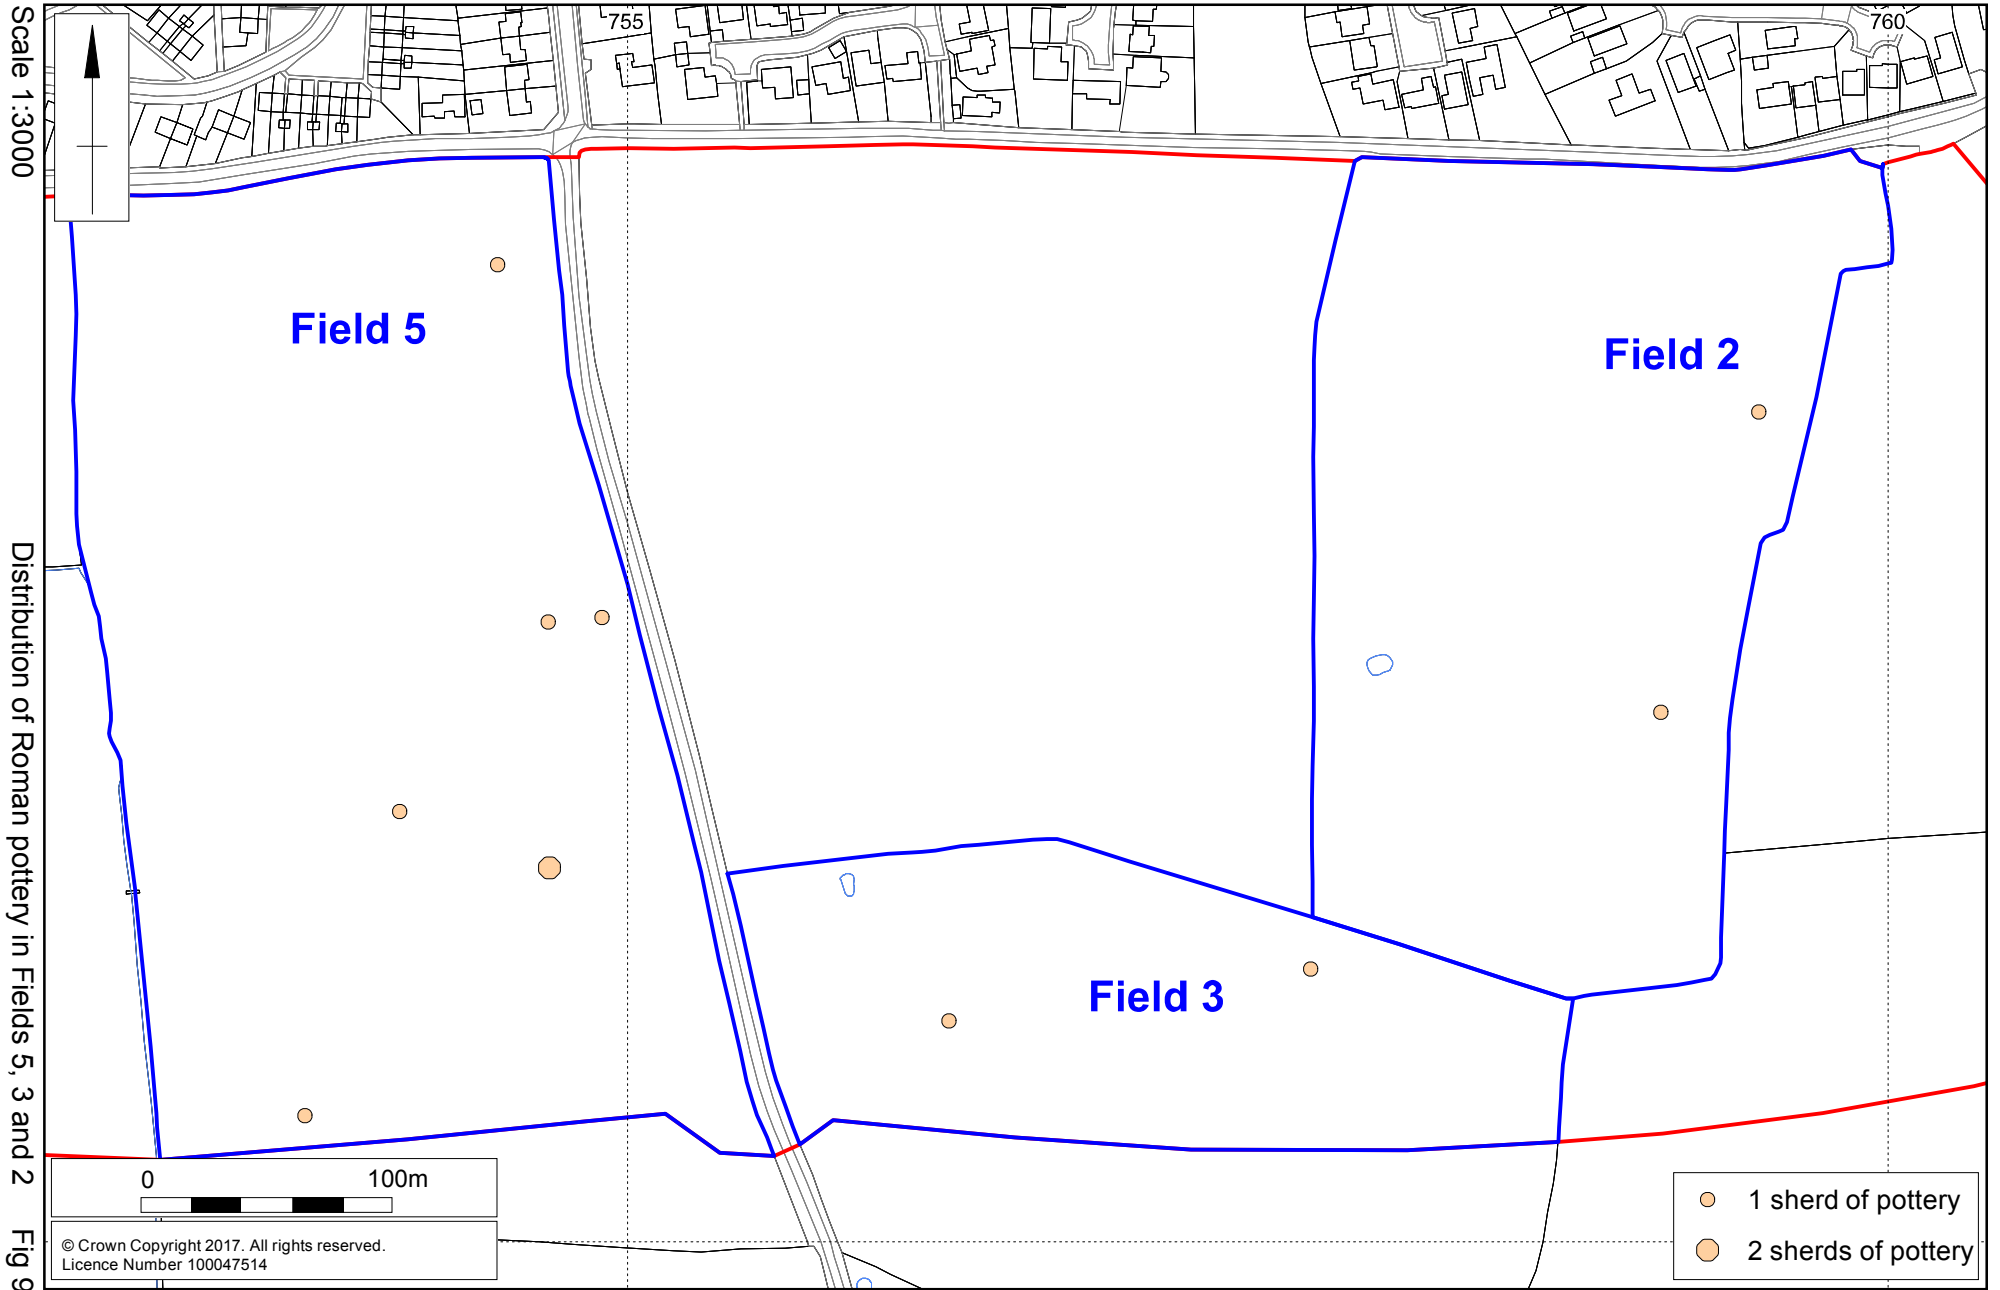 Scale 1:3000
Distribution of Roman pottery in Fields 5, 3 and 2
Fig 9
755
760
Field 5
Field 2
Field 3
0 100m
© Crown Copyright 2017. All rights reserved.
Licence Number 100047514
1 sherd of pottery
2 sherds of pottery